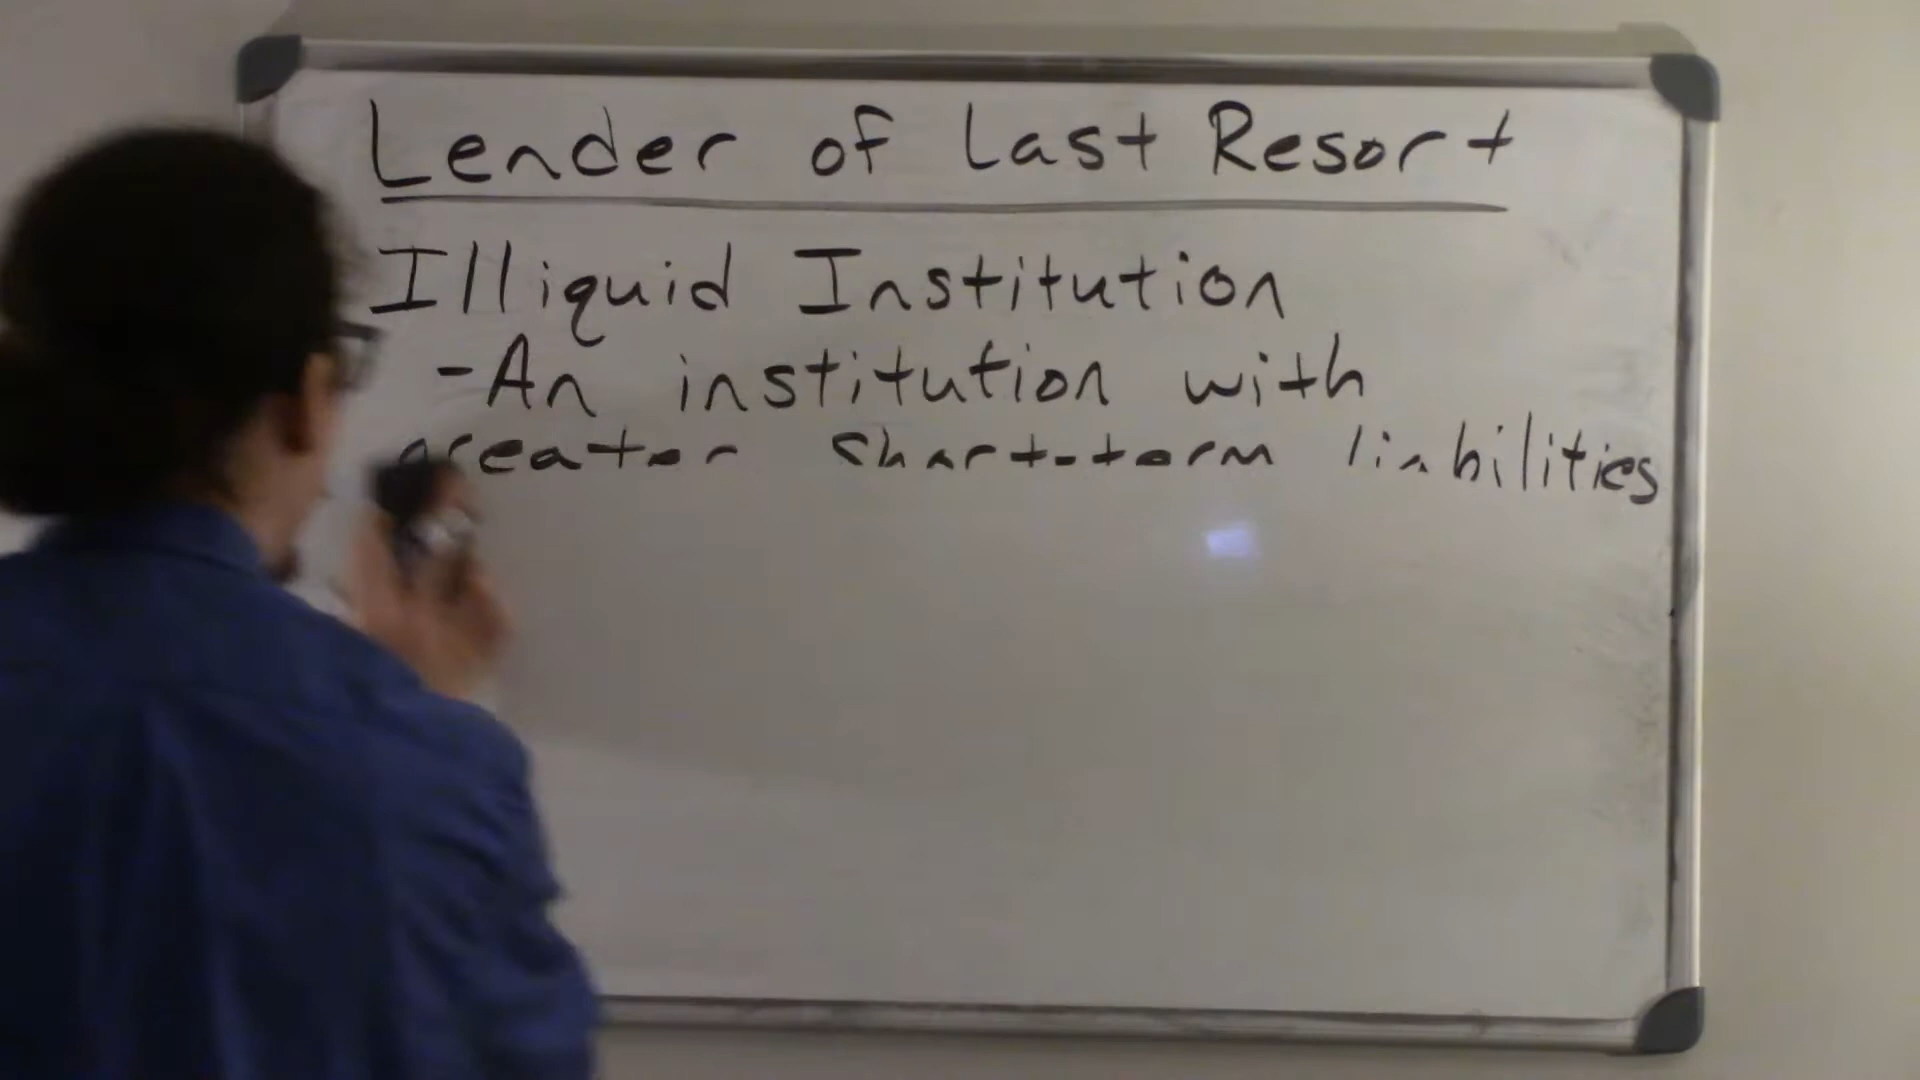 Lender of Last Resort
Illiquid Institution
-An institution with
greater short-term liabilities